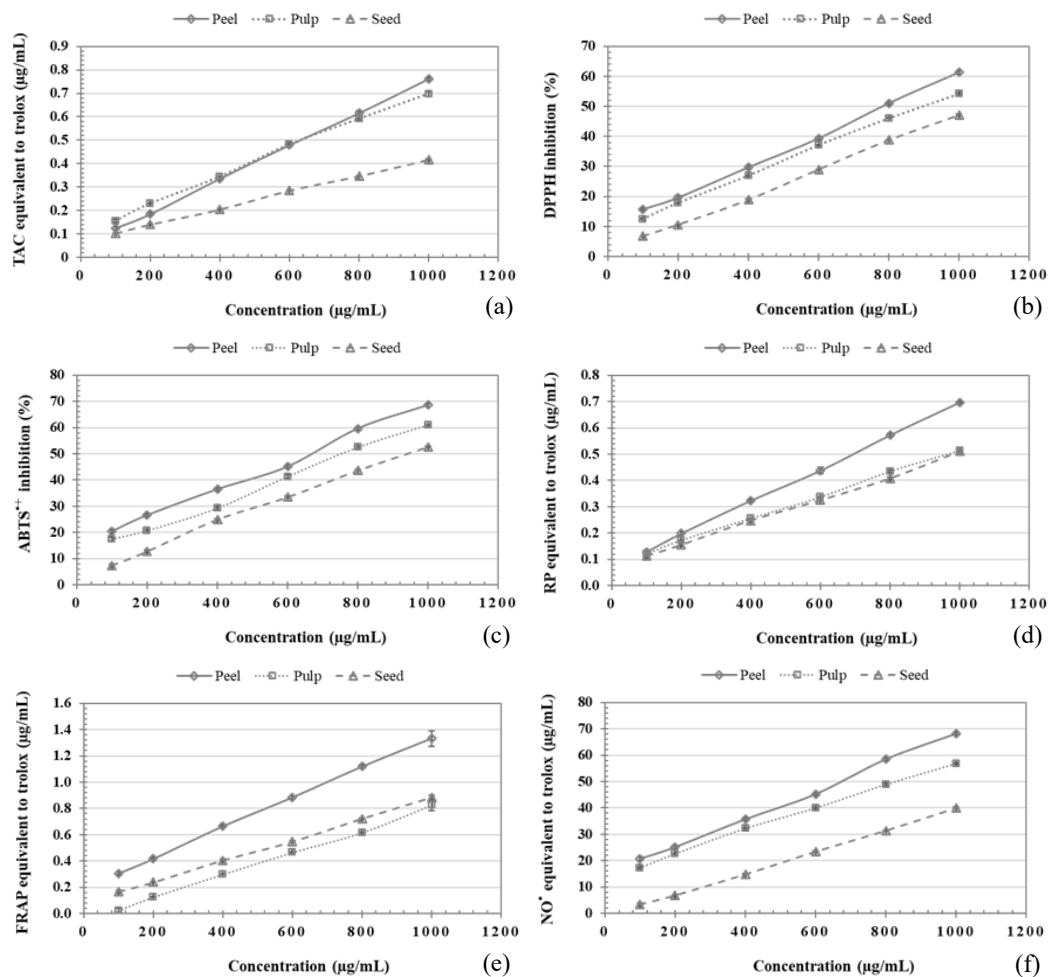 Peel Pulp Seed
0.9
0.8
0.7
0.6
0.5
0.4
0.3
0.2
0.1
0
0 200 400 600 800 1000 1200
TAC equivalent to trolox (µg/mL)
Concentration (µg/mL)
(a)
Peel Pulp Seed
70
60
50
40
30
20
10
0
0 200 400 600 800 1000 1200
DPPH inhibition (%)
Concentration (µg/mL)
(b)
Peel Pulp Seed
80
70
60
50
40
30
20
10
0
0 200 400 600 800 1000 1200
ABTS•+ inhibition (%)
Concentration (µg/mL)
(c)
Peel Pulp Seed
0.8
0.7
0.6
0.5
0.4
0.3
0.2
0.1
0.0
0 200 400 600 800 1000 1200
RP equivalent to trolox (µg/mL)
Concentration (µg/mL)
(d)
Peel Pulp Seed
1.6
1.4
1.2
1.0
0.8
0.6
0.4
0.2
0.0
0 200 400 600 800 1000 1200
FRAP equivalent to trolox (µg/mL)
Concentration (µg/mL)
(e)
Peel Pulp Seed
80
70
60
50
40
30
20
10
0
0 200 400 600 800 1000 1200
NO• equivalent to trolox (µg/mL)
Concentration (µg/mL)
(f)